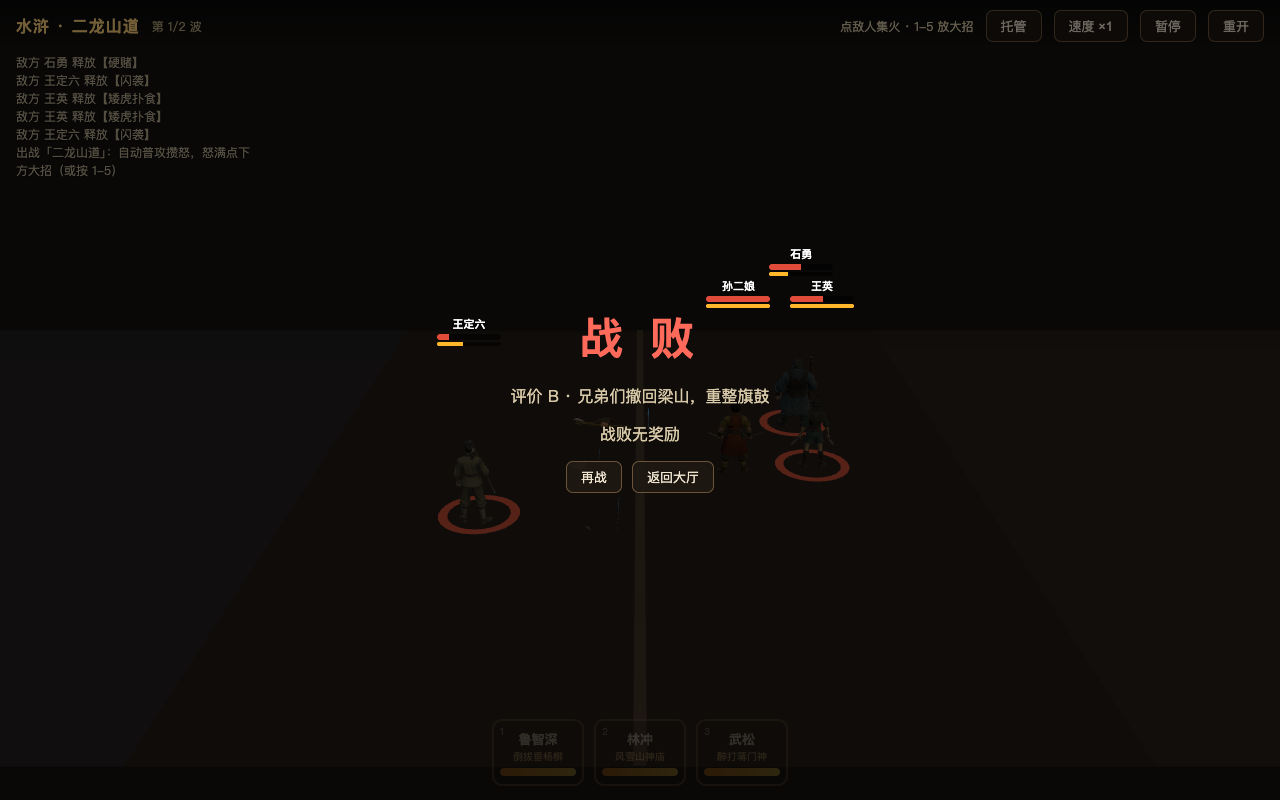 水浒 · 二龙山道 第 1/2 波
点敌人集火 · 1–5 放大招 托管 速度 ×1 暂停 重开
敌方 石勇 释放【硬赌】
敌方 王定六 释放【闪袭】
敌方 王英 释放【矮虎扑食】
敌方 王英 释放【矮虎扑食】
敌方 王定六 释放【闪袭】
出战「二龙山道」: 自动普攻攒怒，怒满点下
方大招（或按 1–5）
石勇
孙二娘 王英
王定六
战 败
评价 B · 兄弟们撤回梁山，重整旗鼓
战败无奖励
再战 返回大厅
1 鲁智深
倒拔垂杨柳
2 林冲
风雪山神庙
3 武松
醉打蒋门神